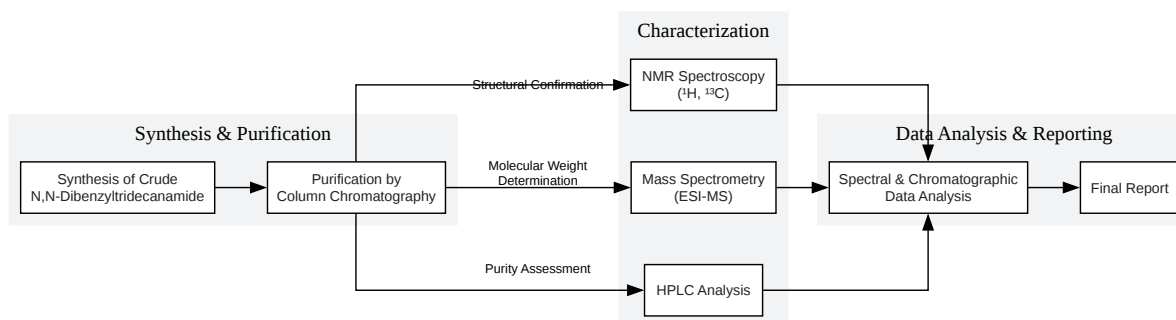 Synthesis & Purification
Synthesis of Crude
N,N-Dibenzyltridecanamide
Purification by
Column Chromatography
Structural Confirmation
Molecular Weight
Determination
Purity Assessment
Characterization
NMR Spectroscopy
(¹H, ¹³C)
Mass Spectrometry
(ESI-MS)
HPLC Analysis
Data Analysis & Reporting
Spectral & Chromatographic
Data Analysis
Final Report